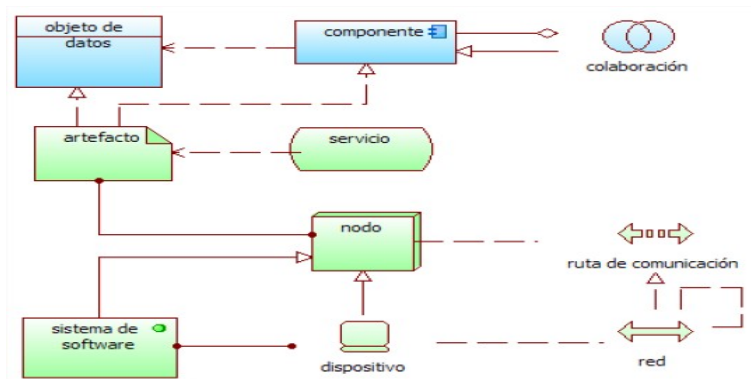 objeto de
datos
componente
colaboración
artefacto
servicio
nodo
ruta de comunicación
sistema de
software
dispositivo
red